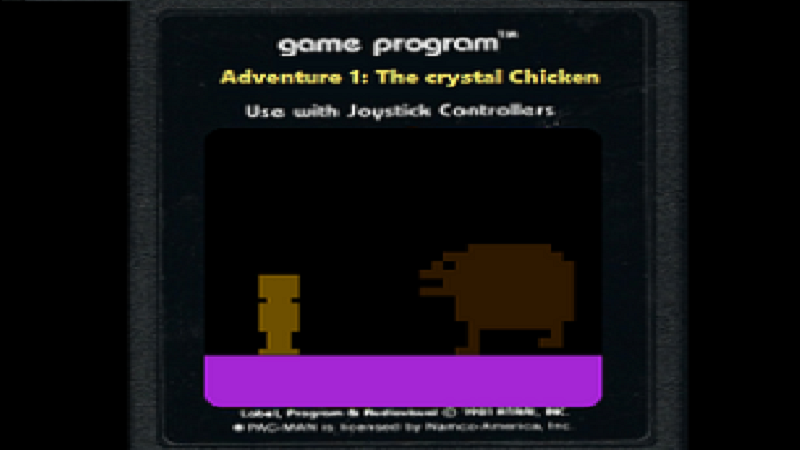 game program™
Adventure 1: The crystal Chicken
Use with Joystick Controllers
Label, Program & Audiovisual © 1981 ATARI, INC.
● PAC-MAN is licensed by Namco-America, Inc.